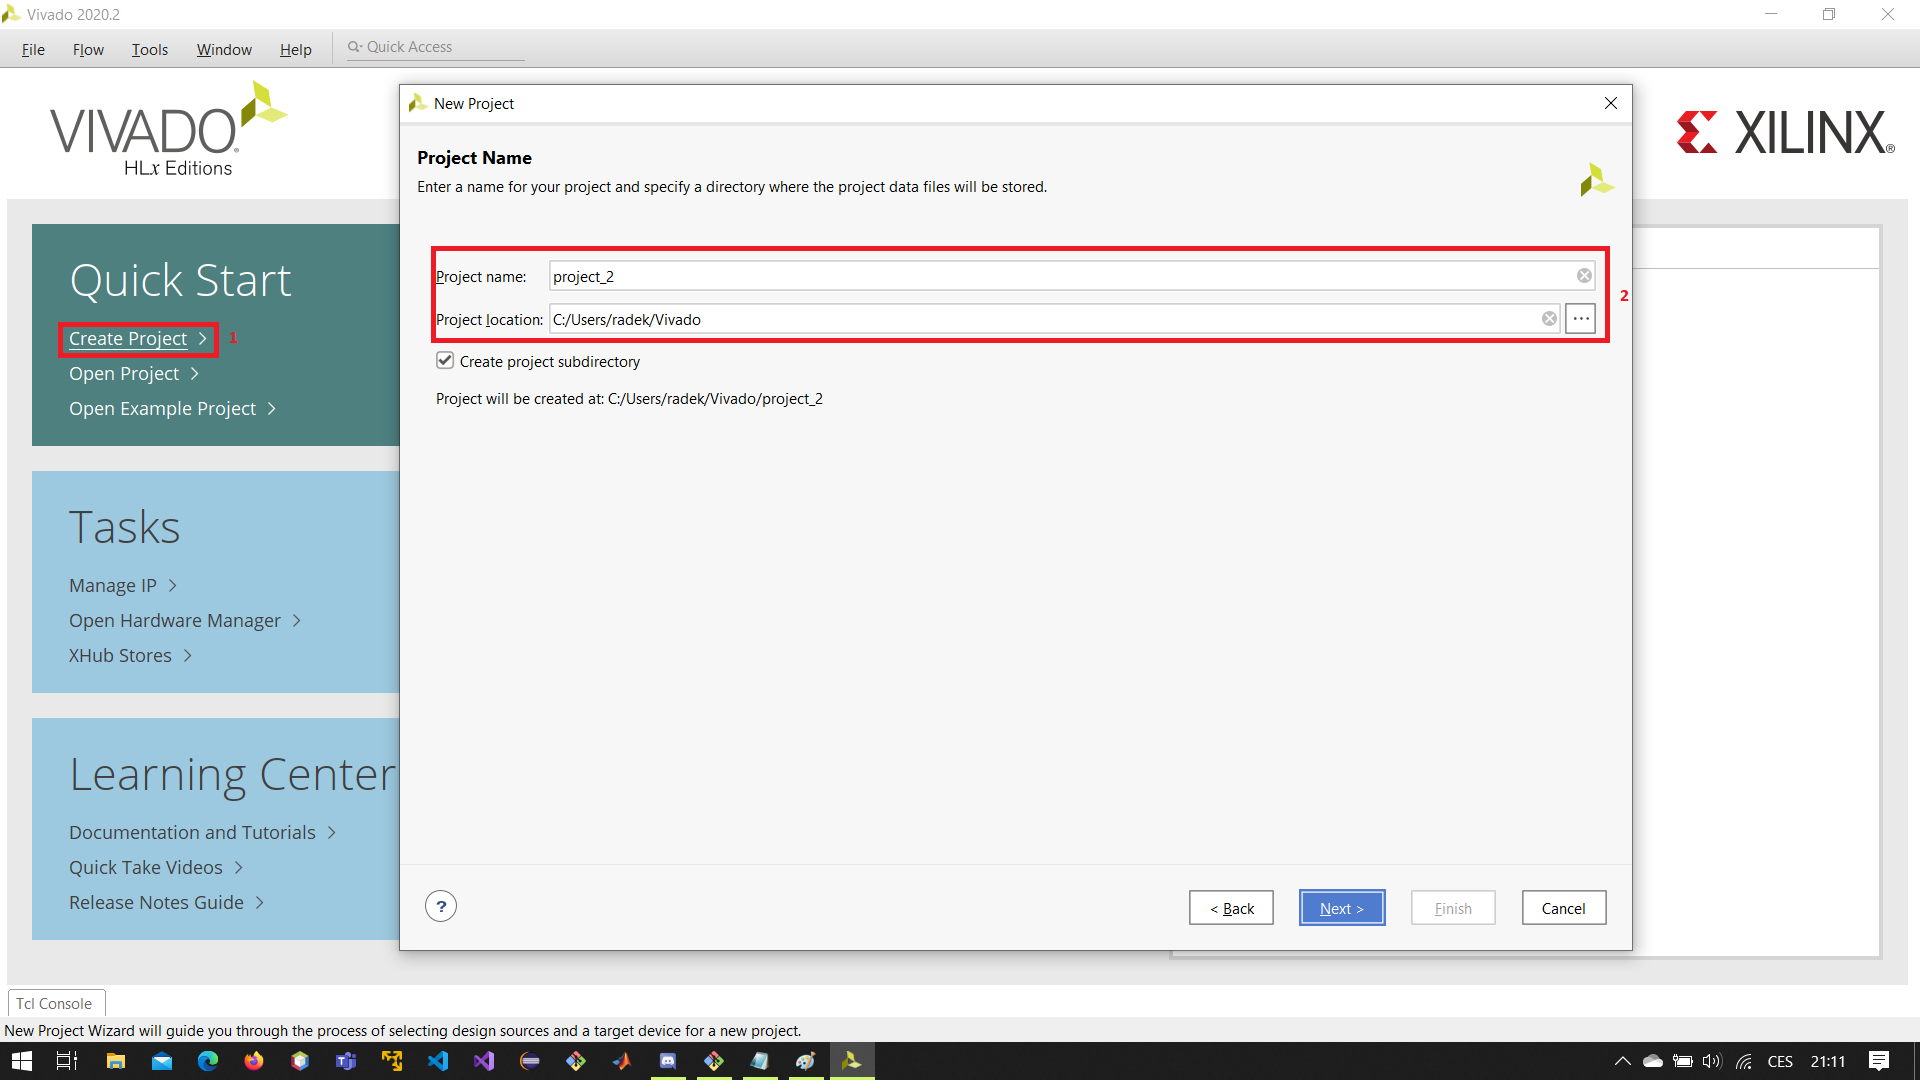 Vivado 2020.2
File Flow Tools Window Help Quick Access
VIVADO®
HLx Editions
XILINX®
New Project
Project Name
Enter a name for your project and specify a directory where the project data files will be stored.
Project name: project_2
Project location: C:/Users/radek/Vivado ...
2
Create project subdirectory
Project will be created at: C:/Users/radek/Vivado/project_2
? < Back Next > Finish Cancel
Quick Start
Create Project > 1
Open Project >
Open Example Project >
Tasks
Manage IP >
Open Hardware Manager >
XHub Stores >
Learning Center
Documentation and Tutorials >
Quick Take Videos >
Release Notes Guide >
Tcl Console
New Project Wizard will guide you through the process of selecting design sources and a target device for a new project.
CES 21:11